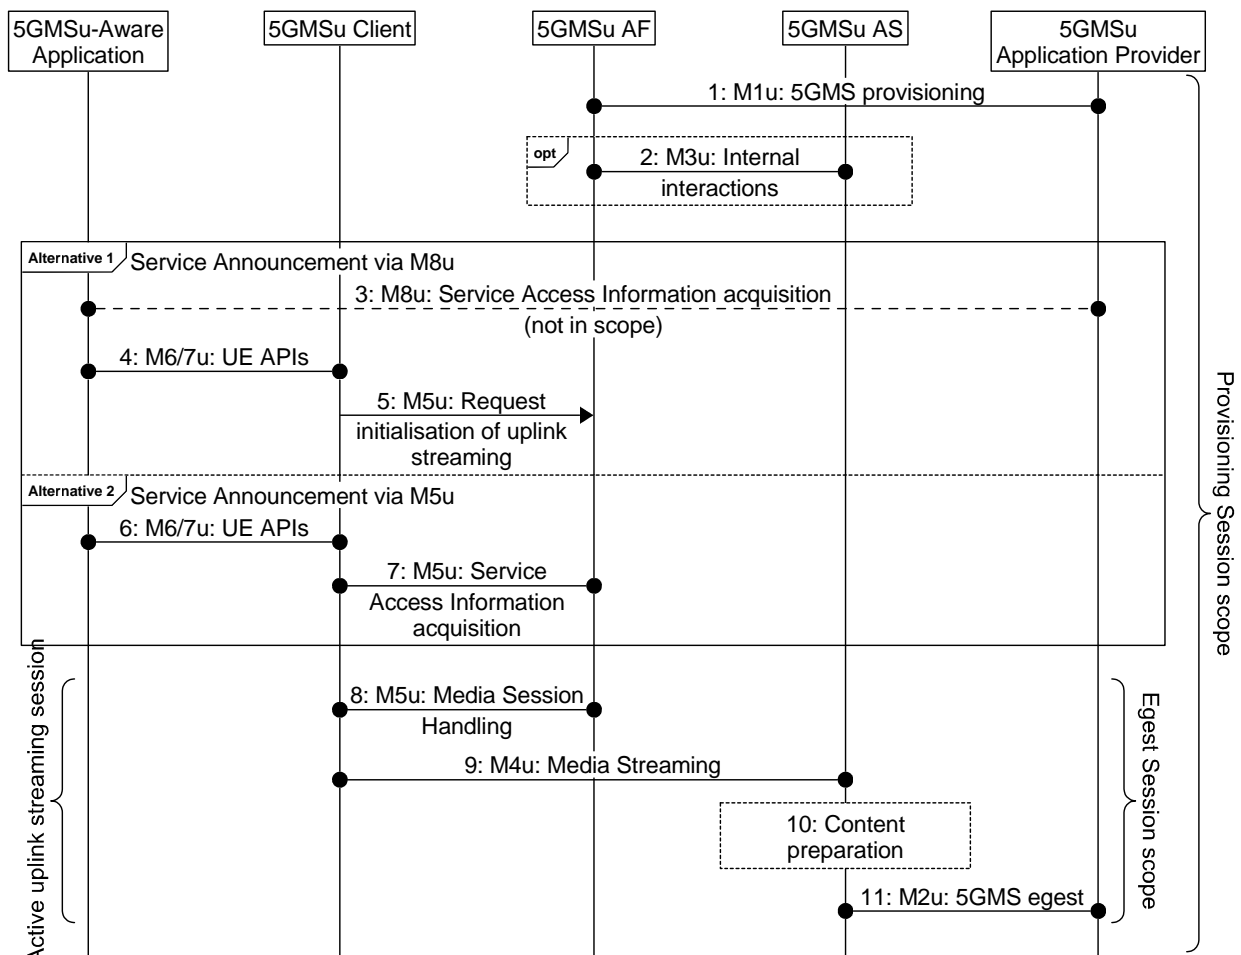 5GMSu-Aware
Application
5GMSu Client
5GMSu AF
5GMSu AS
5GMSu
Application Provider
1: M1u: 5GMS provisioning
opt
2: M3u: Internal
interactions
Alternative 1
Service Announcement via M8u
3: M8u: Service Access Information acquisition
(not in scope)
4: M6/7u: UE APIs
5: M5u: Request
initialisation of uplink
streaming
Alternative 2
Service Announcement via M5u
6: M6/7u: UE APIs
7: M5u: Service
Access Information
acquisition
8: M5u: Media Session
Handling
9: M4u: Media Streaming
10: Content
preparation
11: M2u: 5GMS egest
Active uplink streaming session
Egest Session scope
Provisioning Session scope